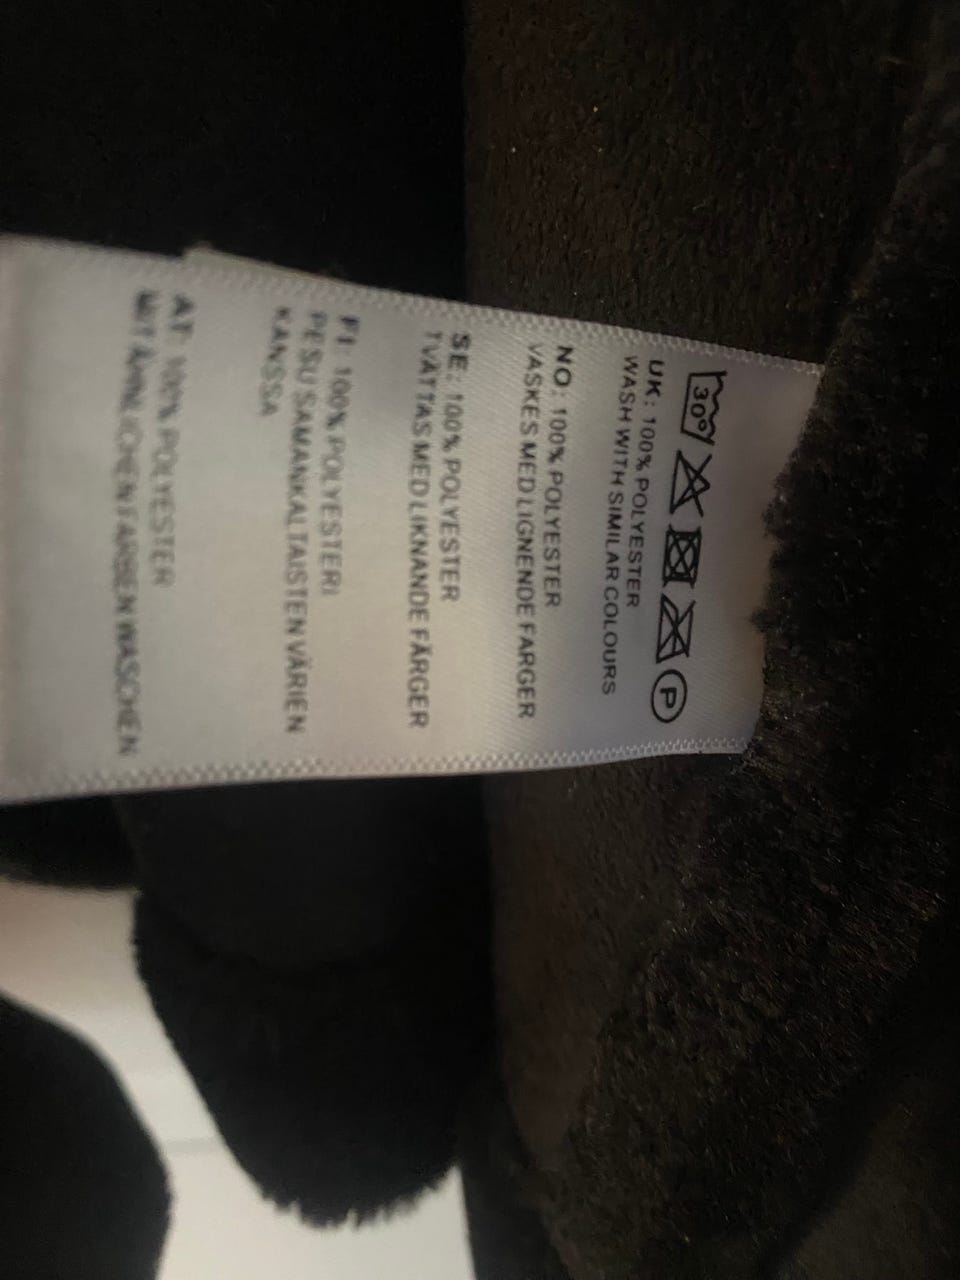 30°
P
UK: 100% POLYESTER
WASH WITH SIMILAR COLOURS
NO: 100% POLYESTER
VASKES MED LIGNENDE FARGER
SE: 100% POLYESTER
TVÄTTAS MED LIKNANDE FÄRGER
FI: 100% POLYESTERI
PESU SAMANKALTAISTEN VÄRIEN
KANSSA
AT: 100% POLYESTER
MIT ÄHNLICHEN FARBEN WASCHEN